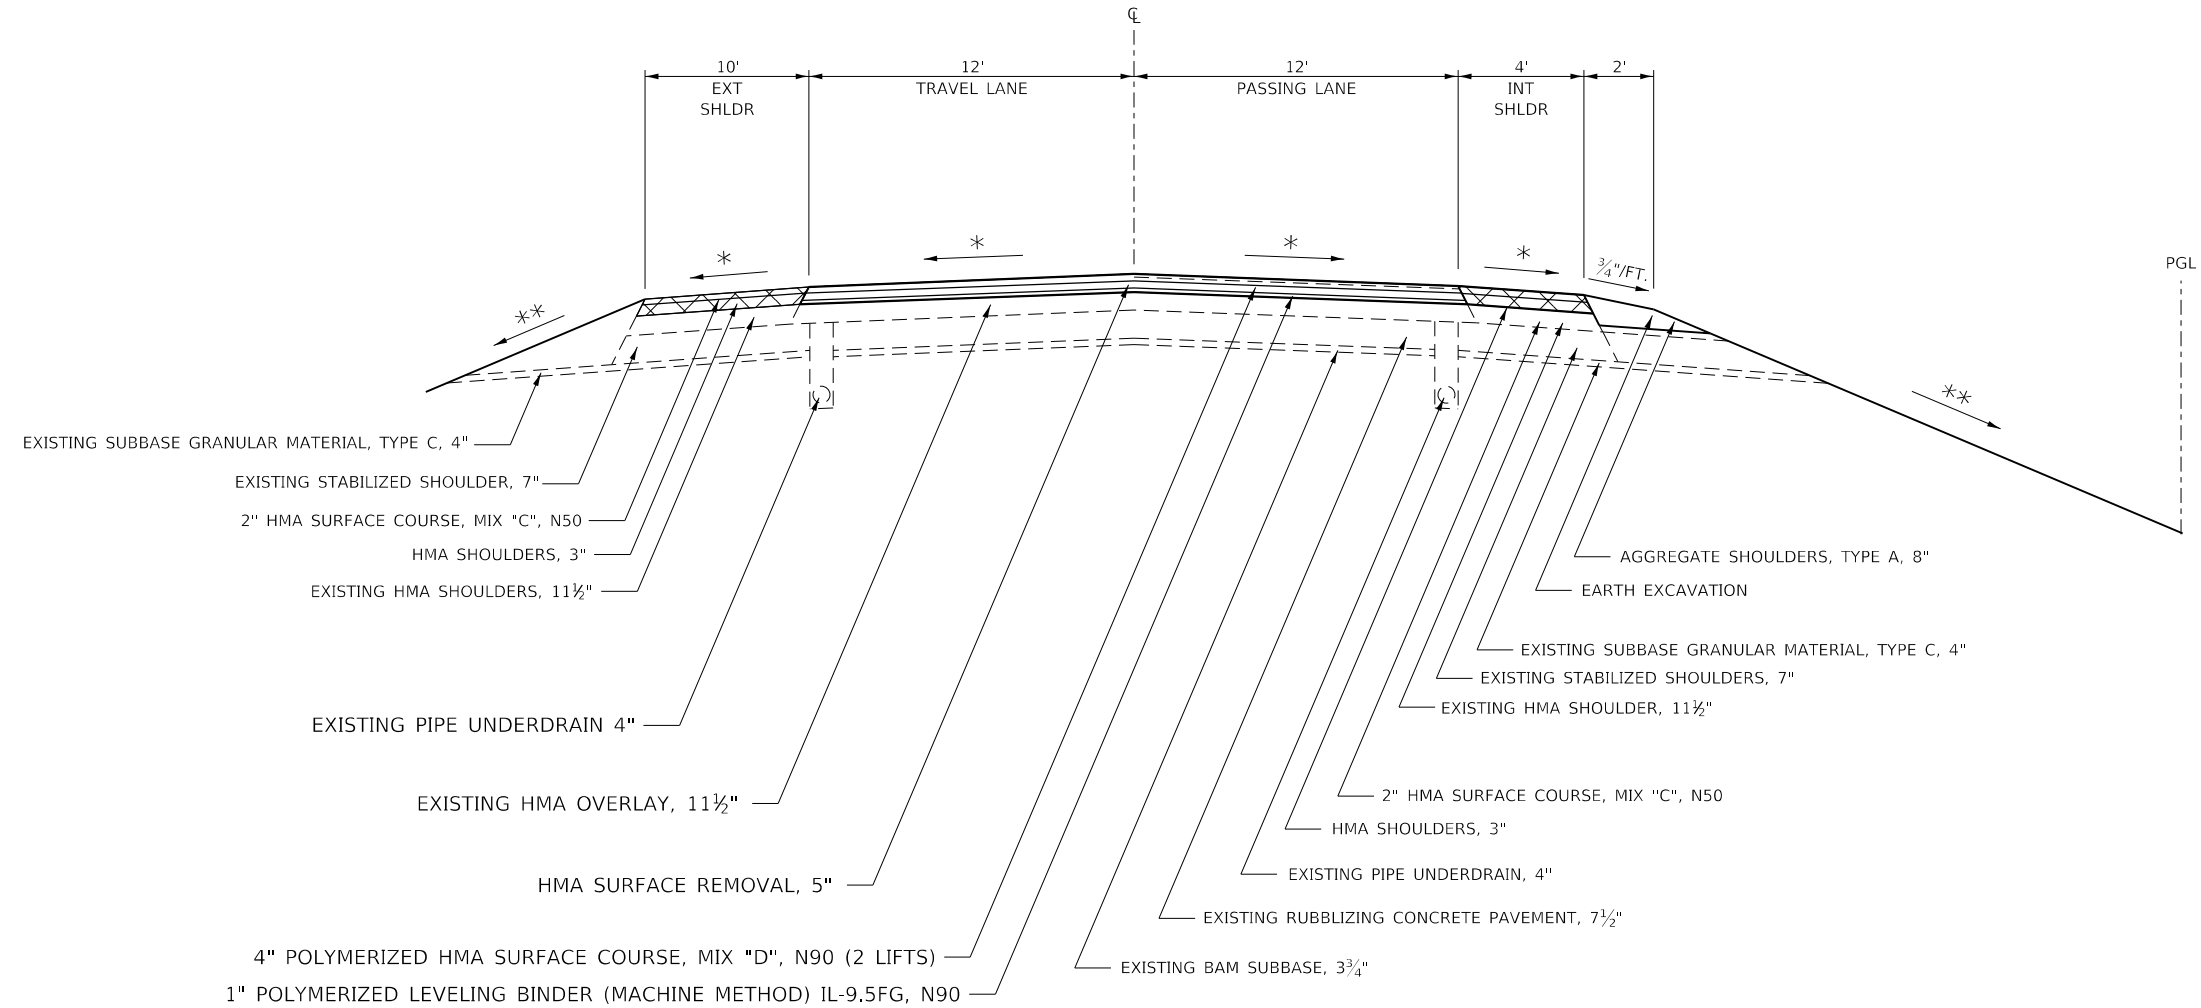 ℄
10'
EXT
SHLDR
12'
TRAVEL LANE
12'
PASSING LANE
4'
INT
SHLDR
2'
PGL
*
*
*
*
3/4"/FT.
**
**
EXISTING SUBBASE GRANULAR MATERIAL, TYPE C, 4"
EXISTING STABILIZED SHOULDER, 7"
2" HMA SURFACE COURSE, MIX "C", N50
HMA SHOULDERS, 3"
EXISTING HMA SHOULDERS, 11½"
EXISTING PIPE UNDERDRAIN 4"
EXISTING HMA OVERLAY, 11½"
HMA SURFACE REMOVAL, 5"
4" POLYMERIZED HMA SURFACE COURSE, MIX "D", N90 (2 LIFTS)
1" POLYMERIZED LEVELING BINDER (MACHINE METHOD) IL-9.5FG, N90
AGGREGATE SHOULDERS, TYPE A, 8"
EARTH EXCAVATION
EXISTING SUBBASE GRANULAR MATERIAL, TYPE C, 4"
EXISTING STABILIZED SHOULDERS, 7"
EXISTING HMA SHOULDER, 11½"
2" HMA SURFACE COURSE, MIX "C", N50
HMA SHOULDERS, 3"
EXISTING PIPE UNDERDRAIN, 4"
EXISTING RUBBLIZING CONCRETE PAVEMENT, 7½"
EXISTING BAM SUBBASE, 3¾"